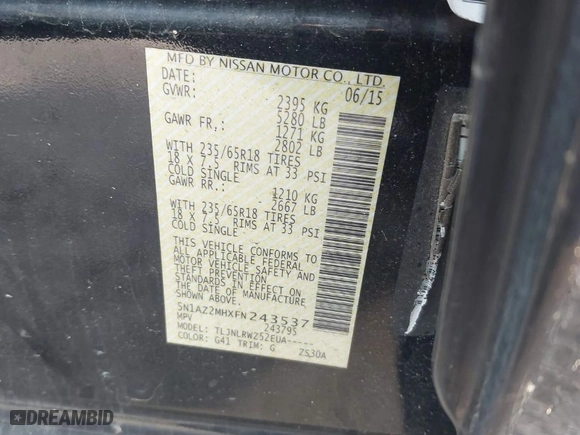 MFD BY NISSAN MOTOR CO., LTD.
DATE: 06/15
GVWR: 2395 KG
5280 LB
GAWR FR,: 1271 KG
2802 LB
WITH 235/65R18 TIRES
18 X 7.5 RIMS AT 33 PSI
COLD SINGLE
GAWR RR.: 1210 KG
2667 LB
WITH 235/65R18 TIRES
18 X 7.5 RIMS AT 33 PSI
COLD SINGLE
THIS VEHICLE CONFORMS TO
ALL APPLICABLE FEDERAL
MOTOR VEHICLE SAFETY AND
THEFT PREVENTION
STANDARDS IN EFFECT ON
THE DATE OF MANUFACTURE
SHOWN ABOVE.
5N1AZ2MHXFN243537
MPV 243795
MODEL: TLJNLRWZ52EUA-----
COLOR: G41 TRIM: G ZS30A
DREAMBID